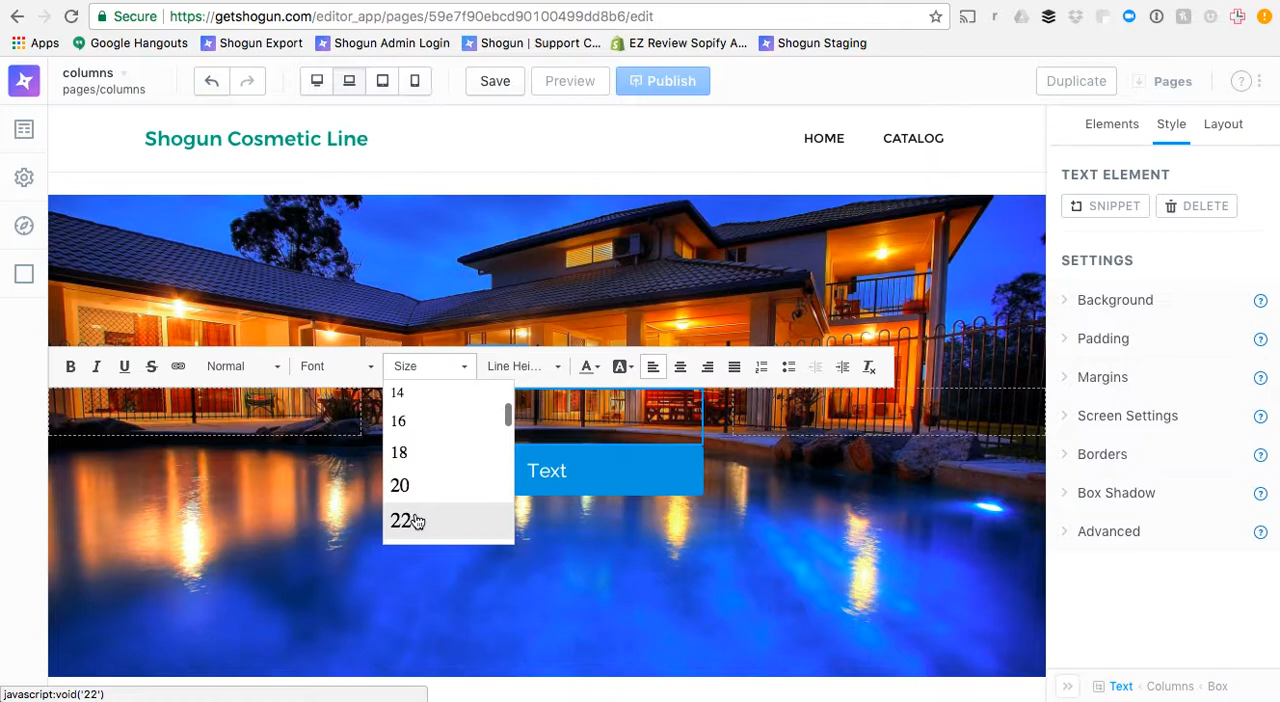 Secure https://getshogun.com/editor_app/pages/59e7f90ebcd90100499dd8b6/edit
Apps Google Hangouts Shogun Export Shogun Admin Login Shogun | Support C... EZ Review Sopify A... Shogun Staging
columns
pages/columns
Save Preview Publish Duplicate Pages ?
Shogun Cosmetic Line HOME CATALOG
Elements Style Layout
TEXT ELEMENT
SNIPPET DELETE
SETTINGS
Background ?
Padding ?
Margins ?
Screen Settings ?
Borders ?
Box Shadow ?
Advanced ?
B I U S Normal Font Size Line Hei... A A Tx
14
16
18
20
22
Text
javascript:void('22')
Text Columns Box